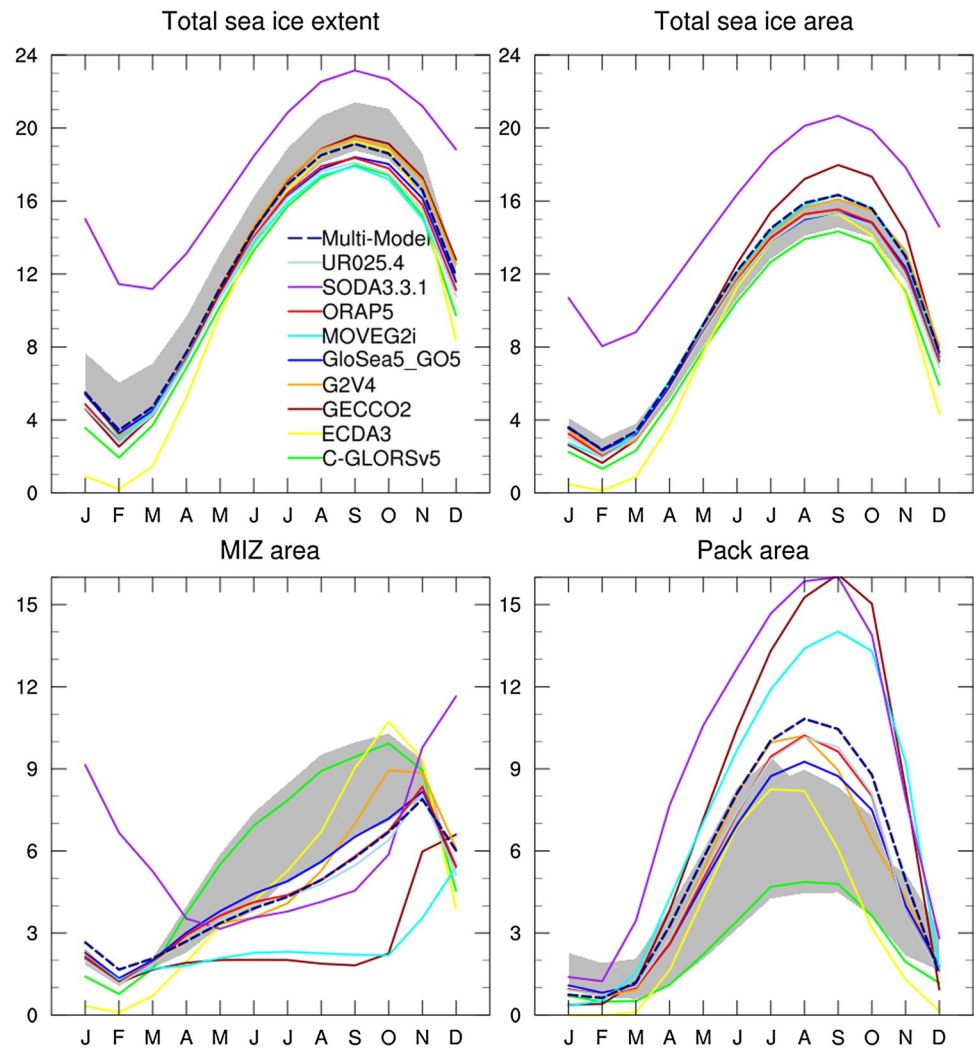 Total sea ice extent
Total sea ice area
24
20
16
12
8
4
0
Multi-Model
UR025.4
SODA3.3.1
ORAP5
MOVEG2i
GloSea5_GO5
G2V4
GECCO2
ECDA3
C-GLORSv5
J F M A M J J A S O N D
24
20
16
12
8
4
0
J F M A M J J A S O N D
MIZ area
Pack area
15
12
9
6
3
0
J F M A M J J A S O N D
15
12
9
6
3
0
J F M A M J J A S O N D